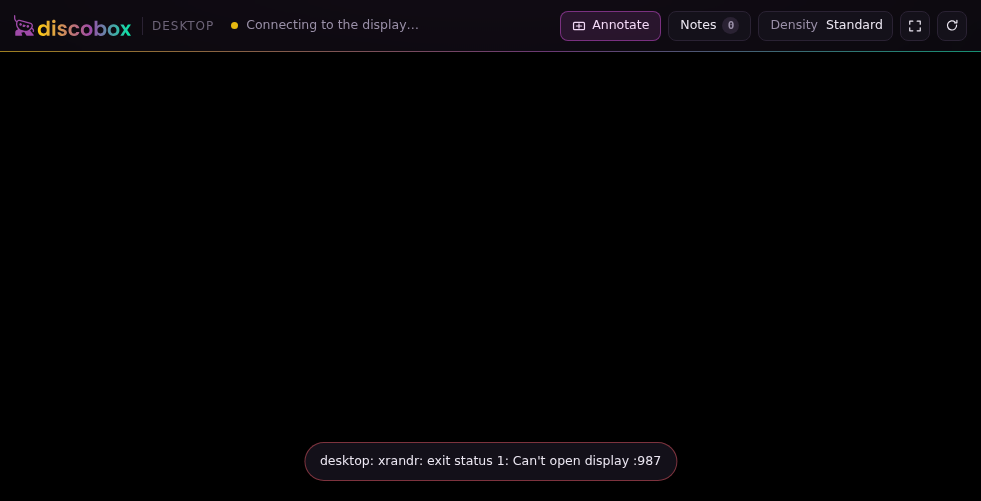 discobox
DESKTOP
Connecting to the display...
Annotate
Notes 0
Density Standard
desktop: xrandr: exit status 1: Can't open display :987